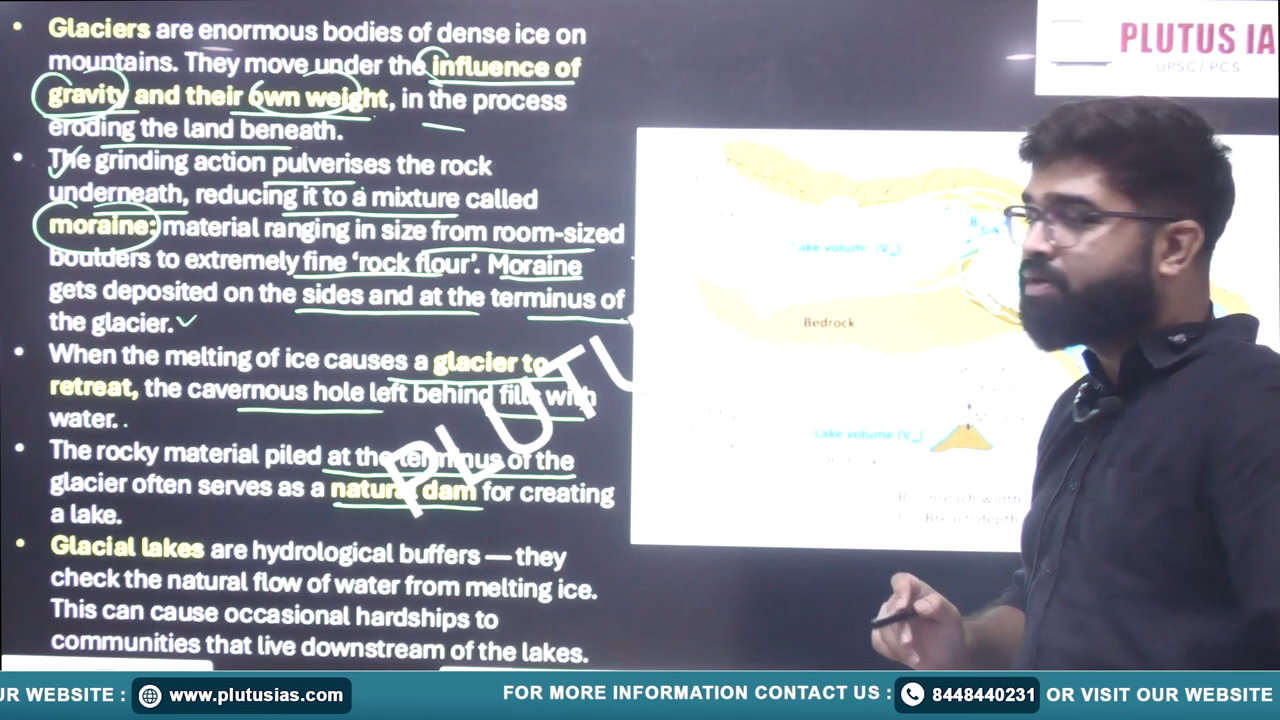 • Glaciers are enormous bodies of dense ice on
mountains. They move under the influence of
gravity and their own weight, in the process
eroding the land beneath.
• The grinding action pulverises the rock
underneath, reducing it to a mixture called
moraine: material ranging in size from room-sized
boulders to extremely fine ‘rock flour’. Moraine
gets deposited on the sides and at the terminus of
the glacier.
• When the melting of ice causes a glacier to
retreat, the cavernous hole left behind fills with
water.
• The rocky material piled at the terminus of the
glacier often serves as a natural dam for creating
a lake.
• Glacial lakes are hydrological buffers — they
check the natural flow of water from melting ice.
This can cause occasional hardships to
communities that live downstream of the lakes.
PLUTU
PLUTUS IA
UPSC/ PCS
Lake volume (Vw)
Bedrock
Lake volume (Vw)
Breach width
Breach depth
UR WEBSITE : www.plutusias.com FOR MORE INFORMATION CONTACT US : 8448440231 OR VISIT OUR WEBSITE